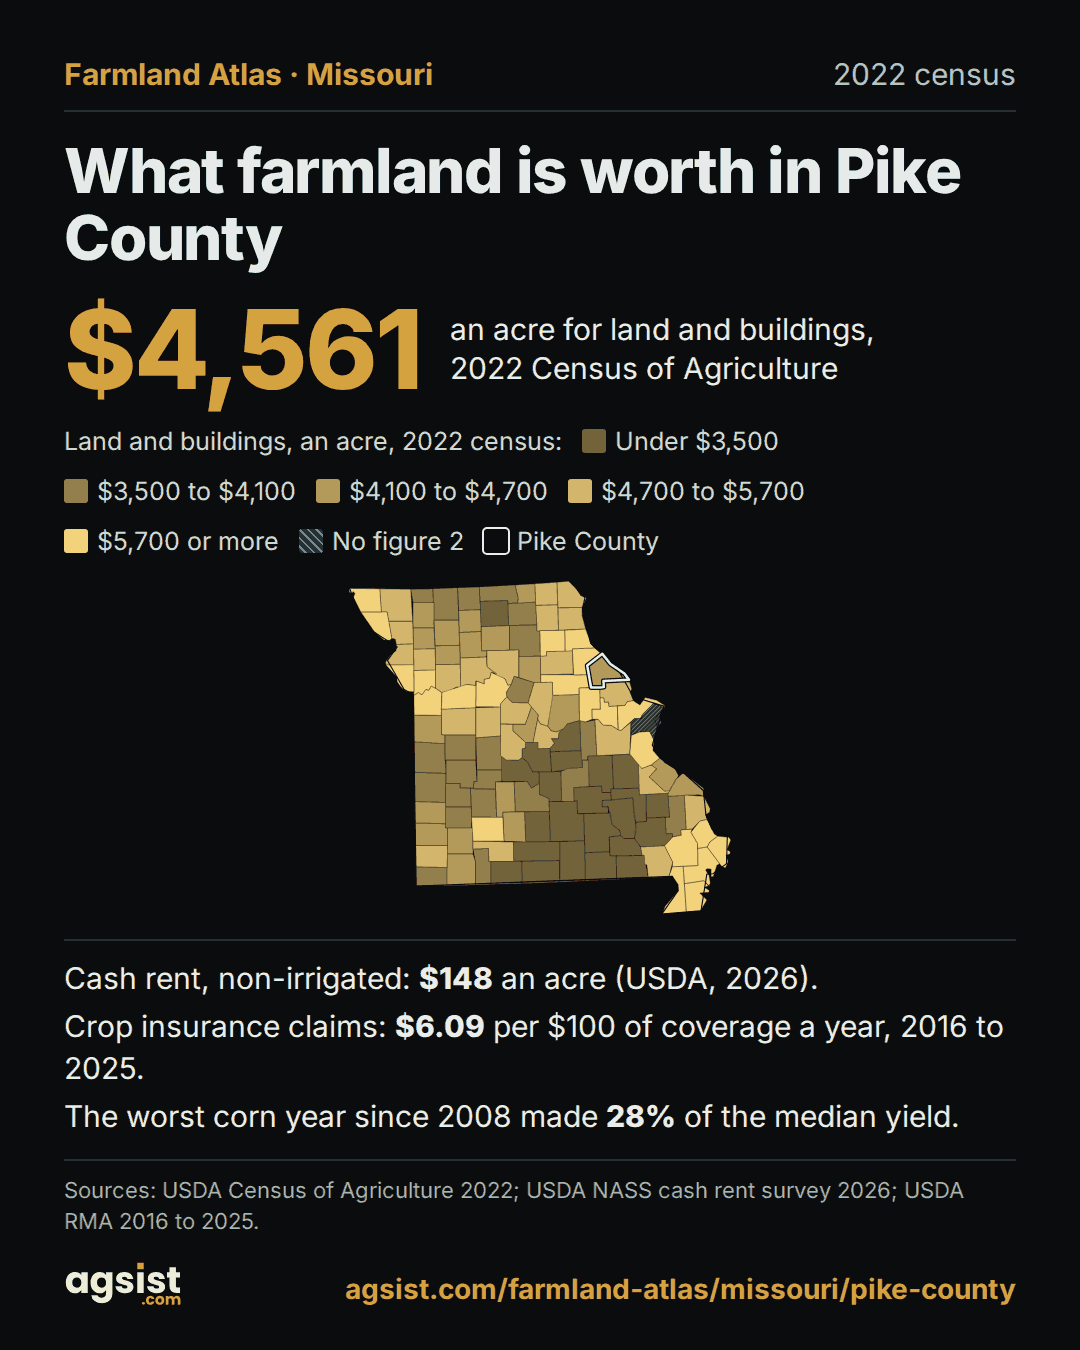 Farmland Atlas · Missouri
2022 census
What farmland is worth in Pike
County
$4,561
an acre for land and buildings,
2022 Census of Agriculture
Land and buildings, an acre, 2022 census: Under $3,500
$3,500 to $4,100 $4,100 to $4,700 $4,700 to $5,700
$5,700 or more No figure 2 Pike County
Cash rent, non-irrigated: $148 an acre (USDA, 2026).
Crop insurance claims: $6.09 per $100 of coverage a year, 2016 to
2025.
The worst corn year since 2008 made 28% of the median yield.
Sources: USDA Census of Agriculture 2022; USDA NASS cash rent survey 2026; USDA
RMA 2016 to 2025.
agsist
.com
agsist.com/farmland-atlas/missouri/pike-county